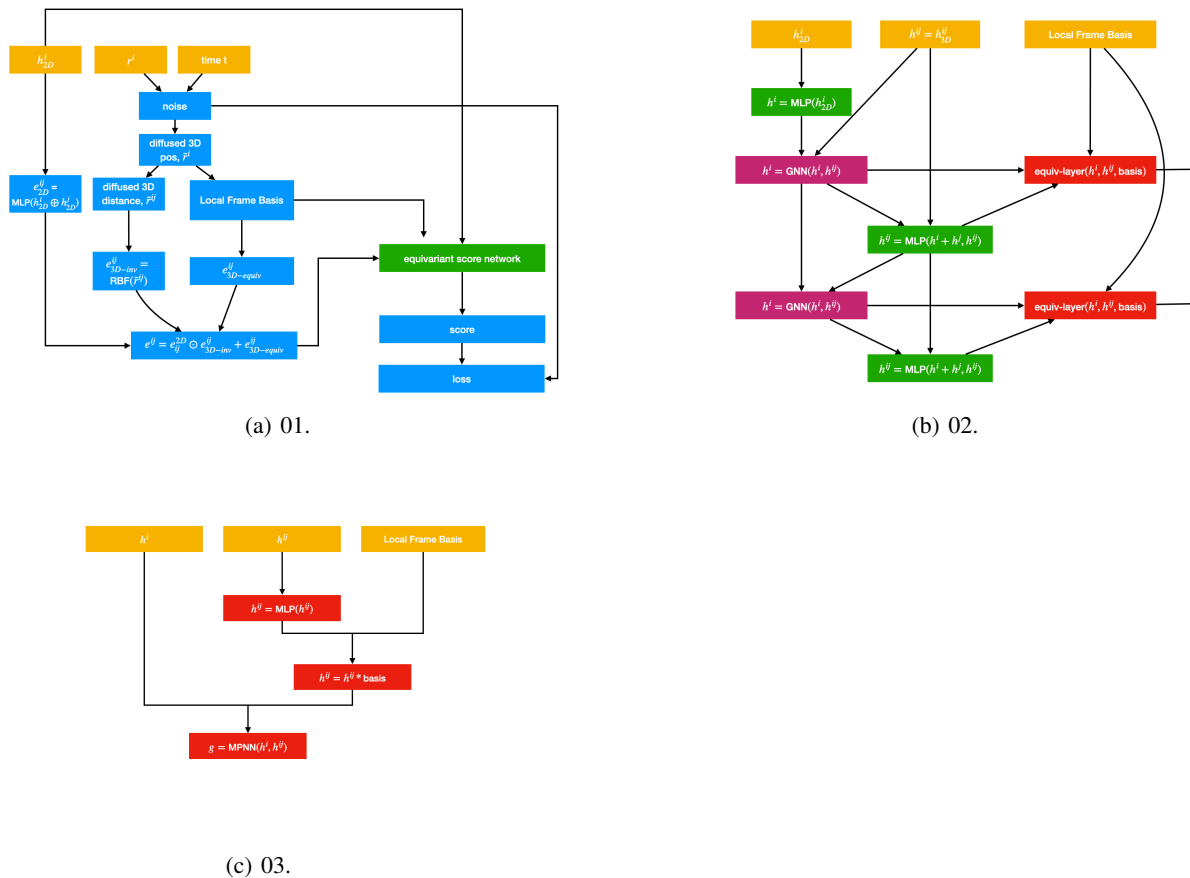 h^i_{2D}
r^i
time t
noise
diffused 3D
pos, r̃^i
e^{ij}_{2D} =
MLP(h^i_{2D} ⊕ h^j_{2D})
diffused 3D
distance, r̃^{ij}
Local Frame Basis
e^{ij}_{3D−inv} =
RBF(r̃^{ij})
e^{ij}_{3D−equiv}
equivariant score network
e^{ij} = e^{2D}_{ij} ⊙ e^{ij}_{3D−inv} + e^{ij}_{3D−equiv}
score
loss
(a) 01.
h^i_{2D}
h^{ij} = h^{ij}_{3D}
Local Frame Basis
h^i = MLP(h^i_{2D})
h^i = GNN(h^i, h^{ij})
equiv-layer(h^i, h^{ij}, basis)
h^{ij} = MLP(h^i + h^j, h^{ij})
h^i = GNN(h^i, h^{ij})
equiv-layer(h^i, h^{ij}, basis)
h^{ij} = MLP(h^i + h^j, h^{ij})
(b) 02.
h^i
h^{ij}
Local Frame Basis
h^{ij} = MLP(h^{ij})
h^{ij} = h^{ij} * basis
g = MPNN(h^i, h^{ij})
(c) 03.